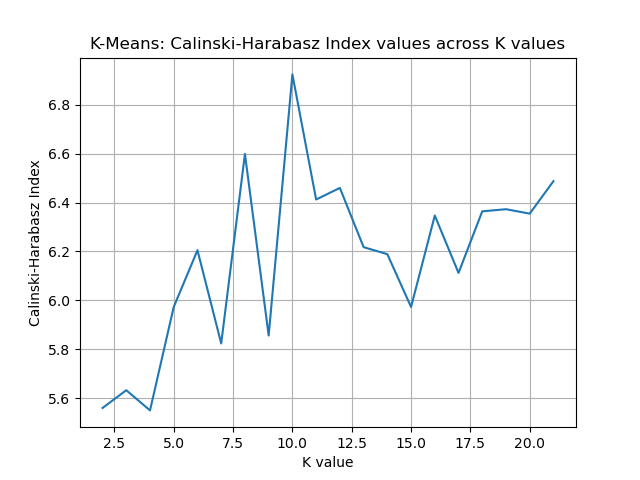 K-Means: Calinski-Harabasz Index values across K values
6.8
6.6
6.4
6.2
6.0
5.8
5.6
Calinski-Harabasz Index
2.5 5.0 7.5 10.0 12.5 15.0 17.5 20.0
K value